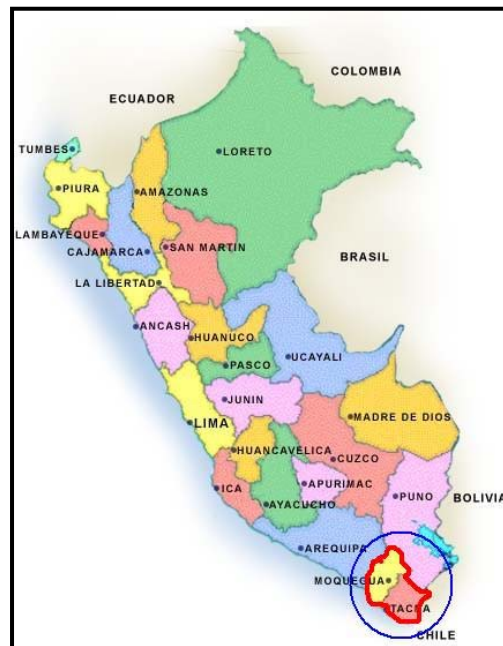 COLOMBIA
ECUADOR
TUMBES
LORETO
PIURA
AMAZONAS
LAMBAYEQUE
CAJAMARCA
SAN MARTIN
BRASIL
LA LIBERTAD
ANCASH
HUANUCO
UCAYALI
PASCO
JUNIN
MADRE DE DIOS
LIMA
HUANCAVELICA
CUZCO
ICA
APURIMAC
PUNO
BOLIVIA
AYACUCHO
AREQUIPA
MOQUEGUA
TACNA
CHILE